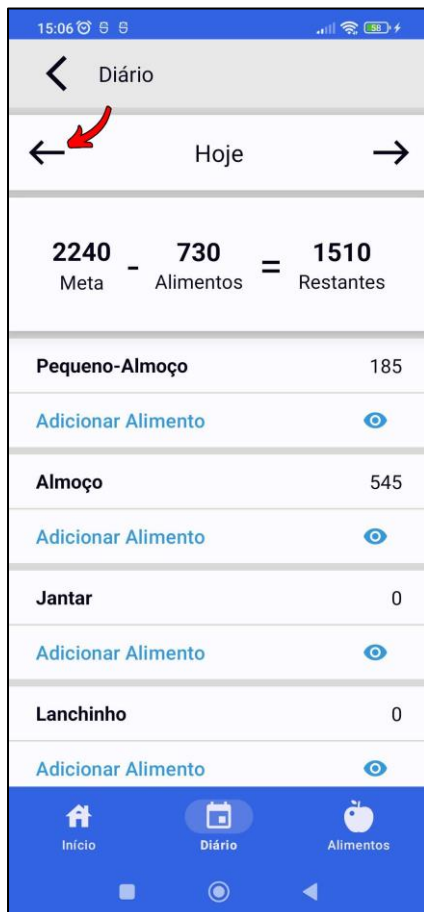 15:06
58
Diário
Hoje
2240 - 730 = 1510
Meta Alimentos Restantes
Pequeno-Almoço 185
Adicionar Alimento
Almoço 545
Adicionar Alimento
Jantar 0
Adicionar Alimento
Lanchinho 0
Adicionar Alimento
Início Diário Alimentos